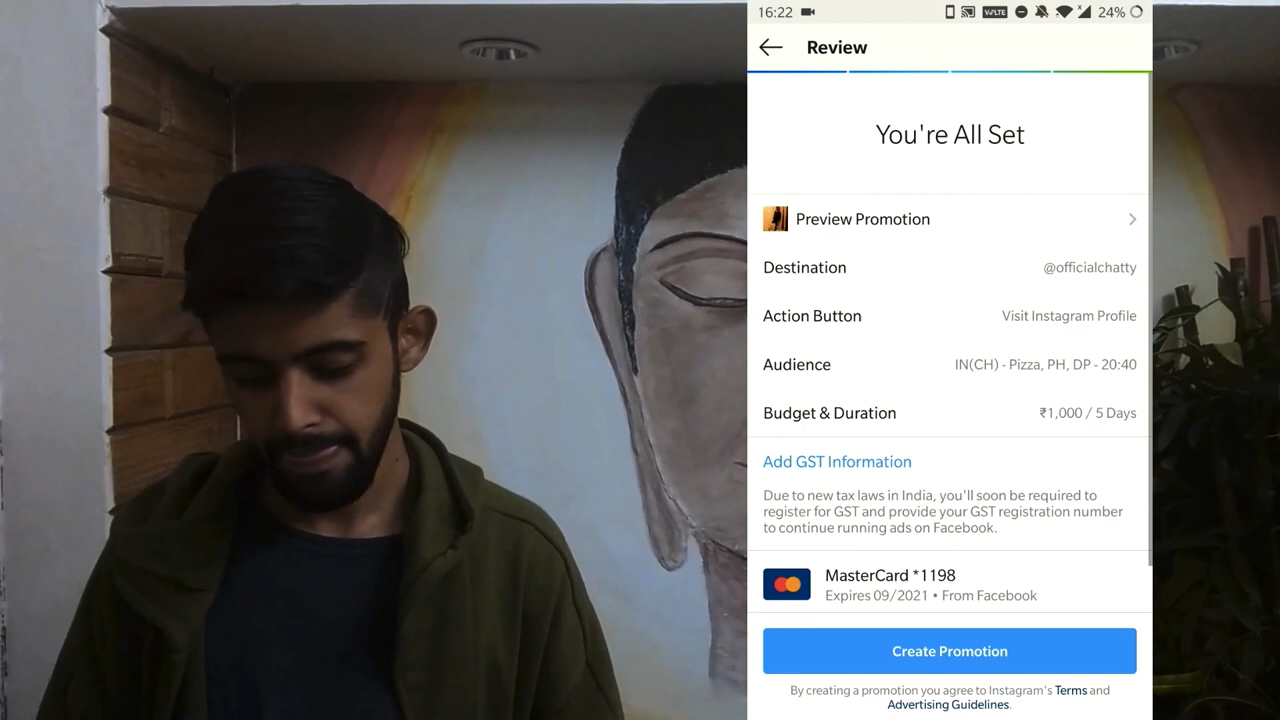 16:22
VoLTE
24%
Review
You're All Set
Preview Promotion
Destination
@officialchatty
Action Button
Visit Instagram Profile
Audience
IN(CH) - Pizza, PH, DP - 20:40
Budget & Duration
₹1,000 / 5 Days
Add GST Information
Due to new tax laws in India, you'll soon be required to
register for GST and provide your GST registration number
to continue running ads on Facebook.
MasterCard *1198
Expires 09/2021 • From Facebook
Create Promotion
By creating a promotion you agree to Instagram's Terms and
Advertising Guidelines.